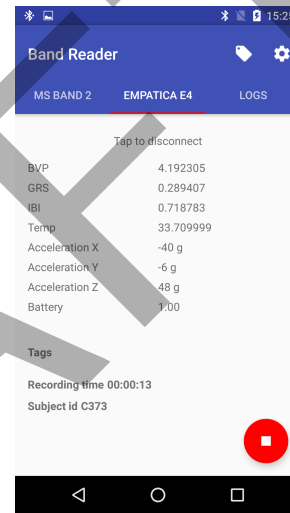 15:25
Band Reader
MS BAND 2 EMPATICA E4 LOGS
Tap to disconnect
BVP 4.192305
GRS 0.289407
IBI 0.718783
Temp 33.709999
Acceleration X -40 g
Acceleration Y -6 g
Acceleration Z 48 g
Battery 1.00
Tags
Recording time 00:00:13
Subject id C373